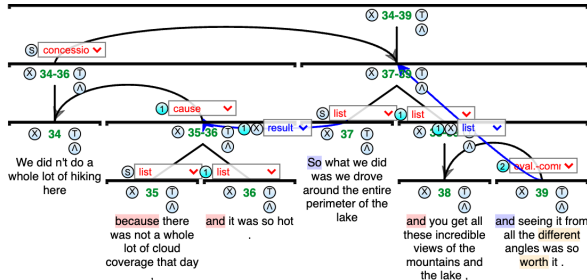 34-39
concessio
34-36
37-39
cause
list
list
34
35-36
result
37
list
list
list
eval.-comm
We did n't do a
whole lot of hiking
here
35
36
So what we did
was we drove
around the entire
perimeter of the
lake
38
39
because there
was not a whole
lot of cloud
coverage that day
,
and it was so hot
.
and you get all
these incredible
views of the
mountains and
the lake ,
and seeing it from
all the different
angles was so
worth it .